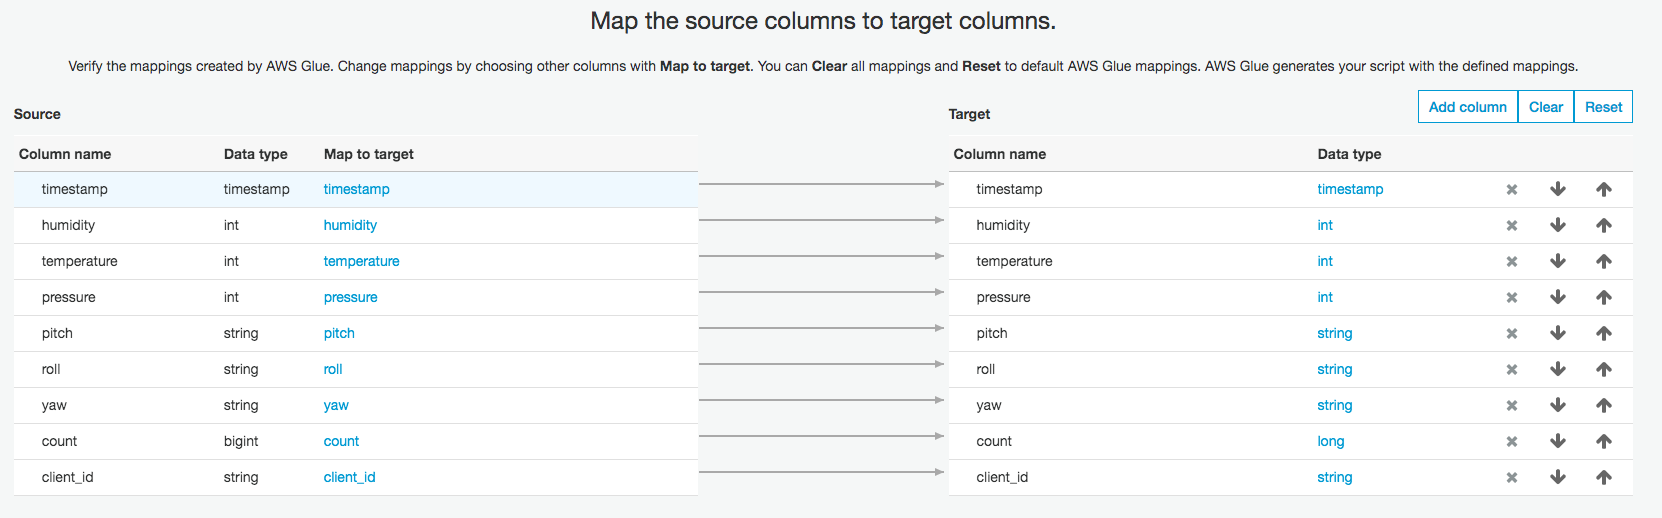 Map the source columns to target columns.
Verify the mappings created by AWS Glue. Change mappings by choosing other columns with Map to target. You can Clear all mappings and Reset to default AWS Glue mappings. AWS Glue generates your script with the defined mappings.
Source
Target
Add column Clear Reset
Column name Data type Map to target Column name Data type
timestamp timestamp timestamp timestamp timestamp
humidity int humidity humidity int
temperature int temperature temperature int
pressure int pressure pressure int
pitch string pitch pitch string
roll string roll roll string
yaw string yaw yaw string
count bigint count count long
client_id string client_id client_id string